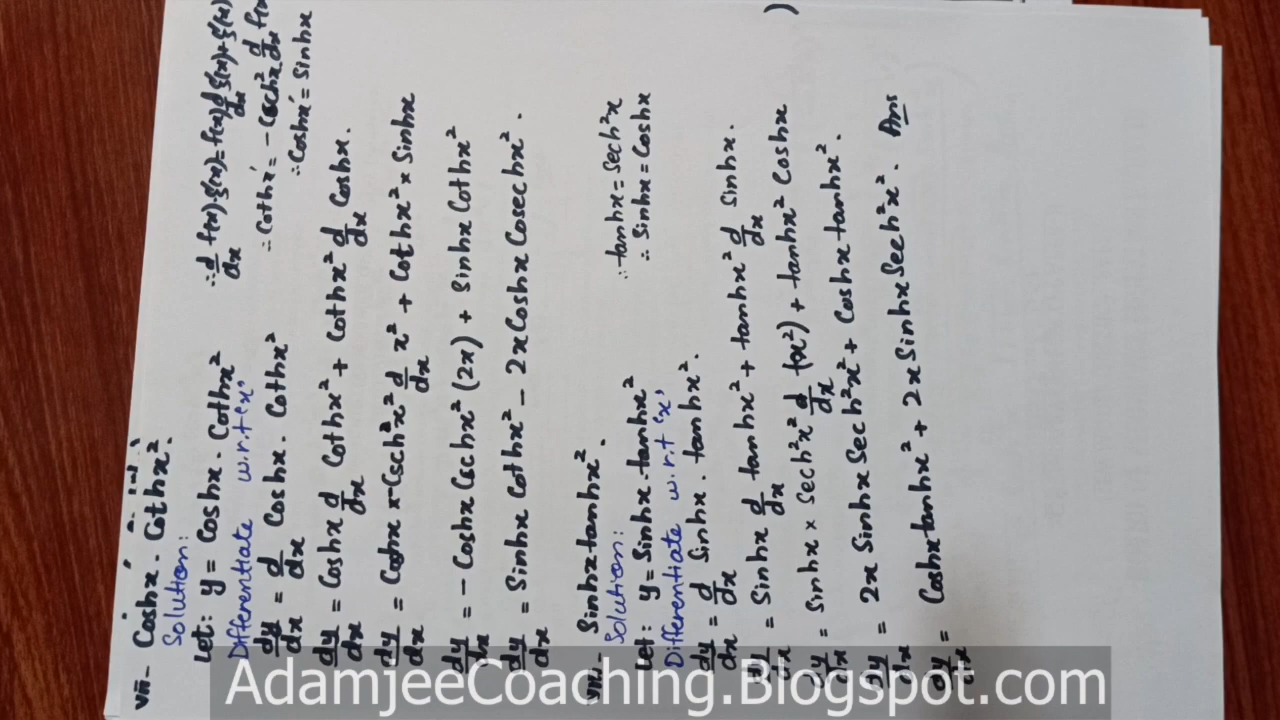 vii- Coshx . Cothx².
Solution:
Let: y = Coshx . Cothx²
Differentiate w.r.t 'x'
∴ d/dx f(x).g(x) = f(x) d/dx g(x) + g(x)
dy/dx = d/dx Coshx . Cothx²
∴ Cothx' = - Csch²x d/dx f(x
∴ Coshx' = Sinhx
dy/dx = Coshx d/dx Cothx² + Cothx² d/dx Coshx.
dy/dx = Coshx x - Csch²x² d/dx x² + Cothx² x Sinhx
dy/dx = - Coshx Cschx² (2x) + Sinhx Cothx²
dy/dx = Sinhx Cothx² - 2x Coshx Cosechx².
viii- Sinhx tanhx².
Solution:
Let: y = Sinhx . tanhx²
Differentiate w.r.t 'x'
∴ tanhx = Sech²x
∴ Sinhx = Coshx
dy/dx = d/dx Sinhx . tanhx².
dy/dx = Sinhx d/dx tanhx² + tanhx² d/dx Sinhx.
dy/dx = Sinhx x Sech²x² d/dx (x²) + tanhx² Coshx
dy/dx = 2x Sinhx Sech²x² + Coshx tanhx².
dy/dx = Coshx tanhx² + 2x Sinhx Sech²x². Ans
AdamjeeCoaching.Blogspot.com